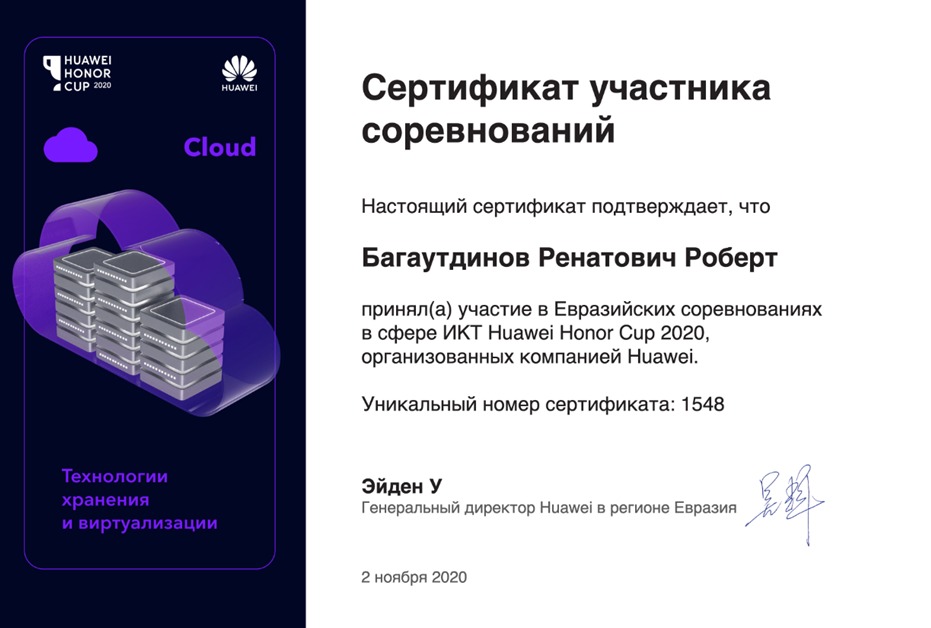 HUAWEI
HONOR
CUP 2020
HUAWEI
Cloud
Технологии
хранения
и виртуализации
Сертификат участника
соревнований
Настоящий сертификат подтверждает, что
Багаутдинов Ренатович Роберт
принял(а) участие в Евразийских соревнованиях
в сфере ИКТ Huawei Honor Cup 2020,
организованных компанией Huawei.
Уникальный номер сертификата: 1548
Эйден У
Генеральный директор Huawei в регионе Евразия
2 ноября 2020